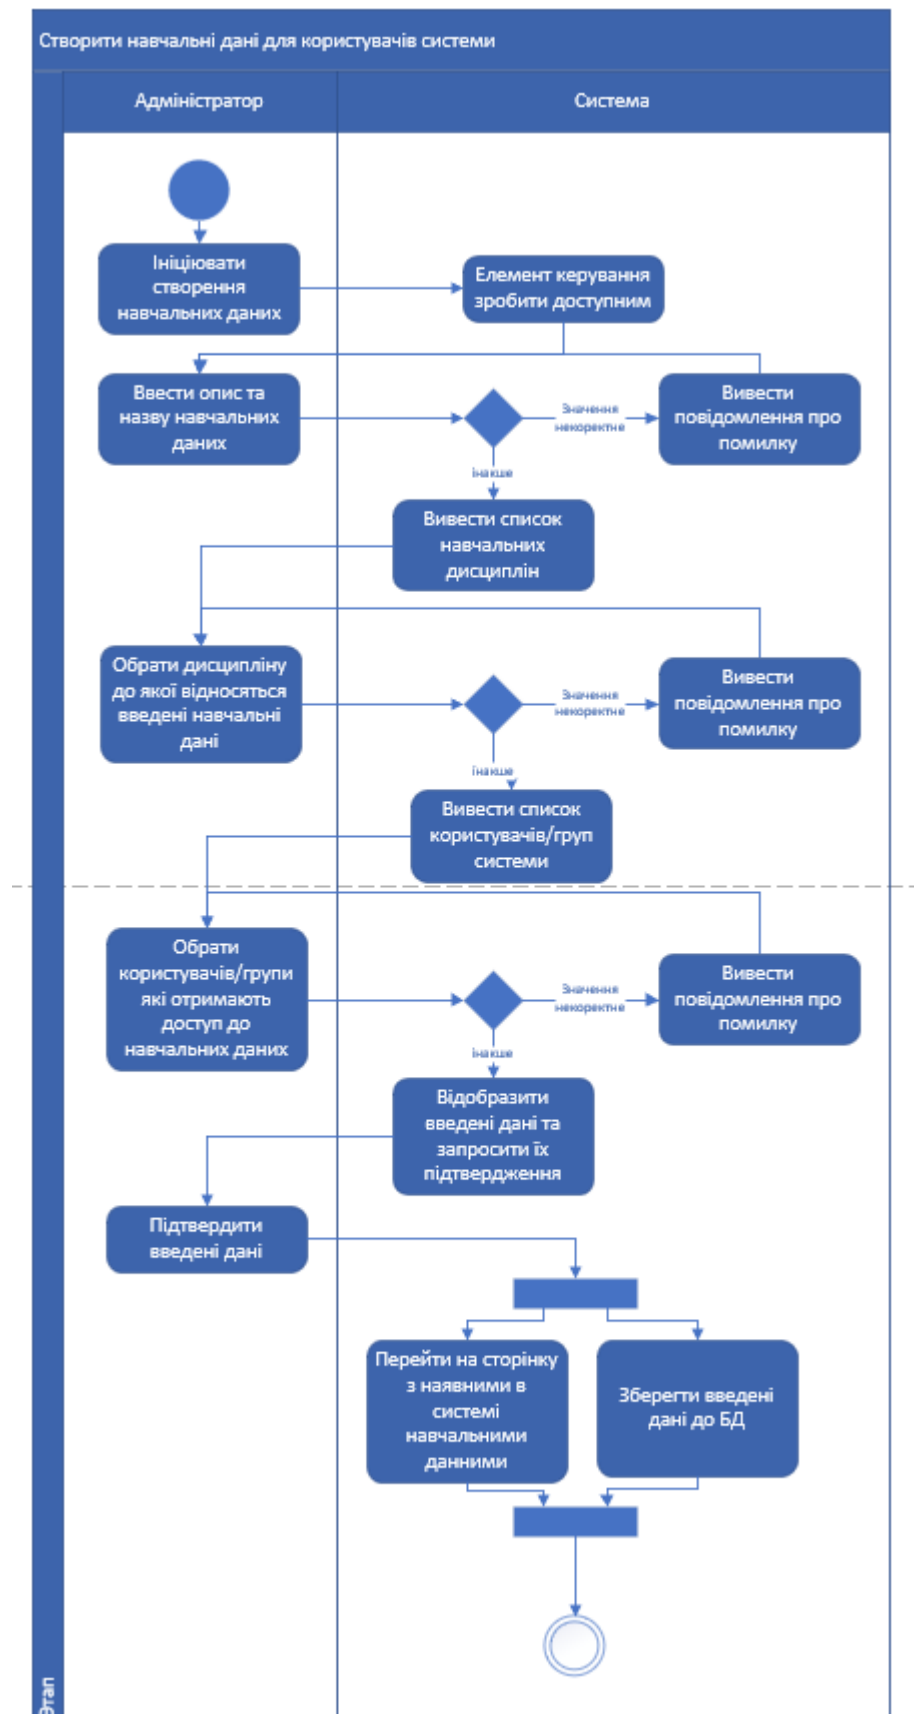 Створити навчальні дані для користувачів системи
Адміністратор
Система
Ініціювати
створення
навчальних даних
Елемент керування
зробити доступним
Ввести опис та
назву навчальних
даних
Значення
некоректне
Вивести
повідомлення про
помилку
інакше
Вивести список
навчальних
дисциплін
Обрати дисципліну
до якої відносяться
введені навчальні
дані
Значення
некоректне
Вивести
повідомлення про
помилку
інакше
Вивести список
користувачів/груп
системи
Обрати
користувачів/групи
які отримають
доступ до
навчальних даних
Значення
некоректне
Вивести
повідомлення про
помилку
інакше
Відобразити
введені дані та
запросити їх
підтвердження
Підтвердити
введені дані
Перейти на сторінку
з наявними в
системі
навчальними
данними
Зберегти введені
дані до БД
Этап